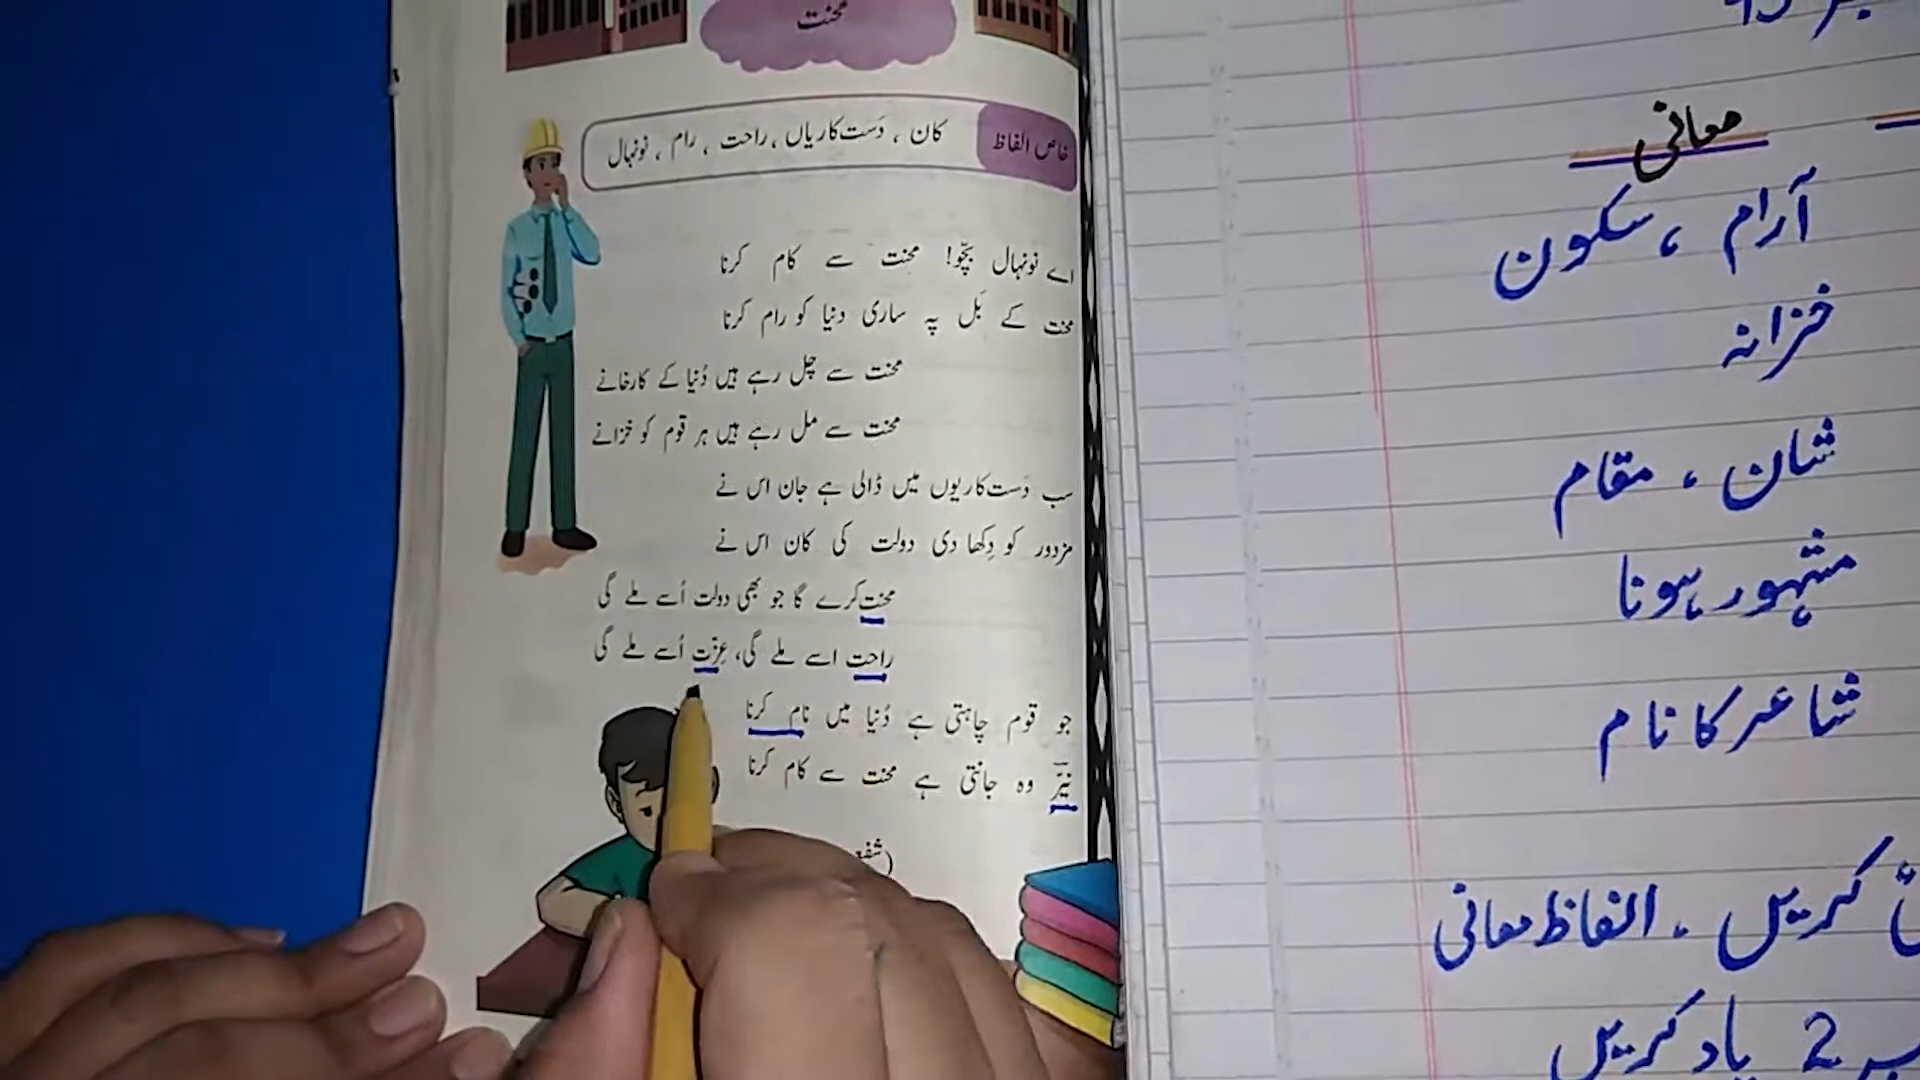 محنت
خاص الفاظ
کان ، دَست‌کاریاں، راحت ، رام ، نونہال
اے نونہال بچّو! محنت سے کام کرنا
محنت کے بَل پہ ساری دنیا کو رام کرنا
محنت سے چل رہے ہیں دُنیا کے کارخانے
محنت سے مل رہے ہیں ہر قوم کو خزانے
سب دَست‌کاریوں میں ڈالی ہے جان اس نے
مزدور کو دِکھا دی دولت کی کان اس نے
محنت کرے گا جو بھی دولت اُسے ملے گی
راحت اسے ملے گی، عِزّت اُسے ملے گی
جو قوم چاہتی ہے دُنیا میں نام کرنا
نیّر وہ جانتی ہے محنت سے کام کرنا
معانی
آرام ، سکون
خزانہ
شان ، مقام
مشہور ہونا
شاعر کا نام
کریں ۔ الفاظ معانی
2 یاد کریں